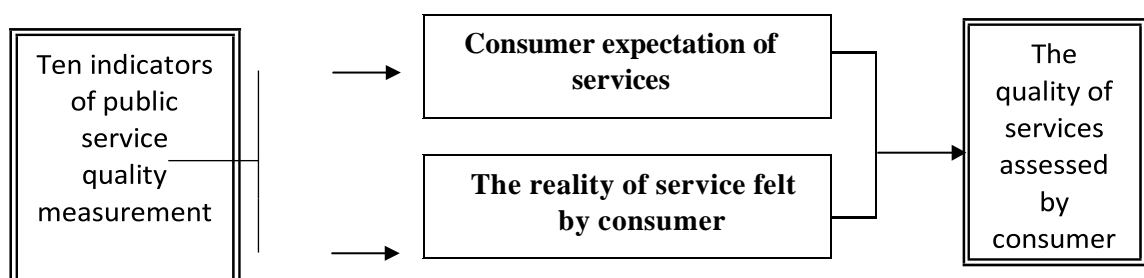 Ten indicators
of public
service
quality
measurement
Consumer expectation of
services
The reality of service felt
by consumer
The
quality of
services
assessed
by
consumer